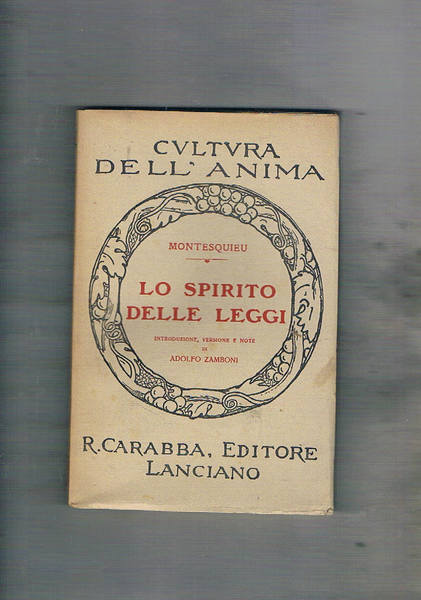 CVLTVRA
DELL'ANIMA
MONTESQUIEU
LO SPIRITO
DELLE LEGGI
INTRODUZIONE, VERSIONE E NOTE
DI
ADOLFO ZAMBONI
R. CARABBA, EDITORE
LANCIANO